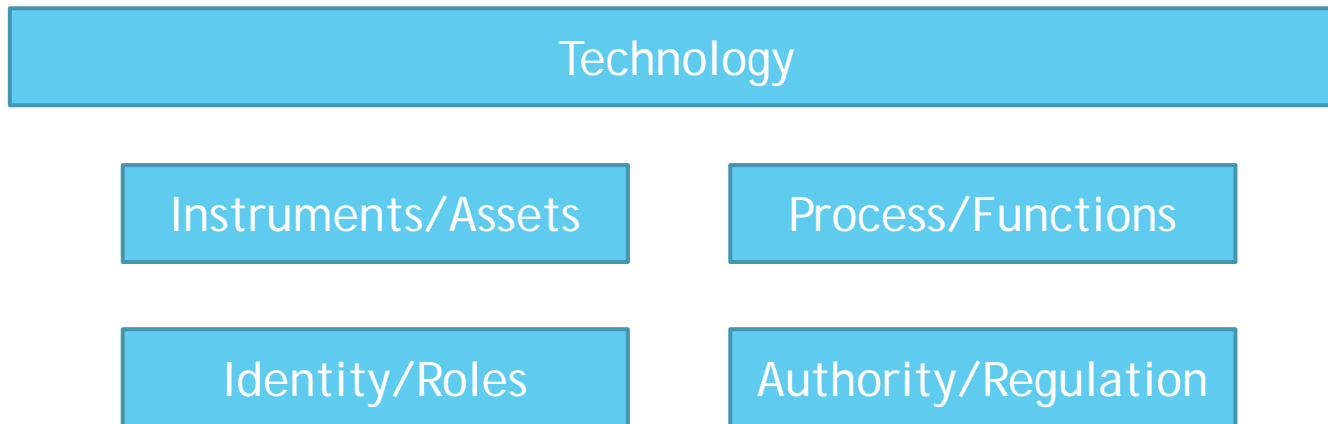 Technology
Instruments/Assets
Process/Functions
Identity/Roles
Authority/Regulation